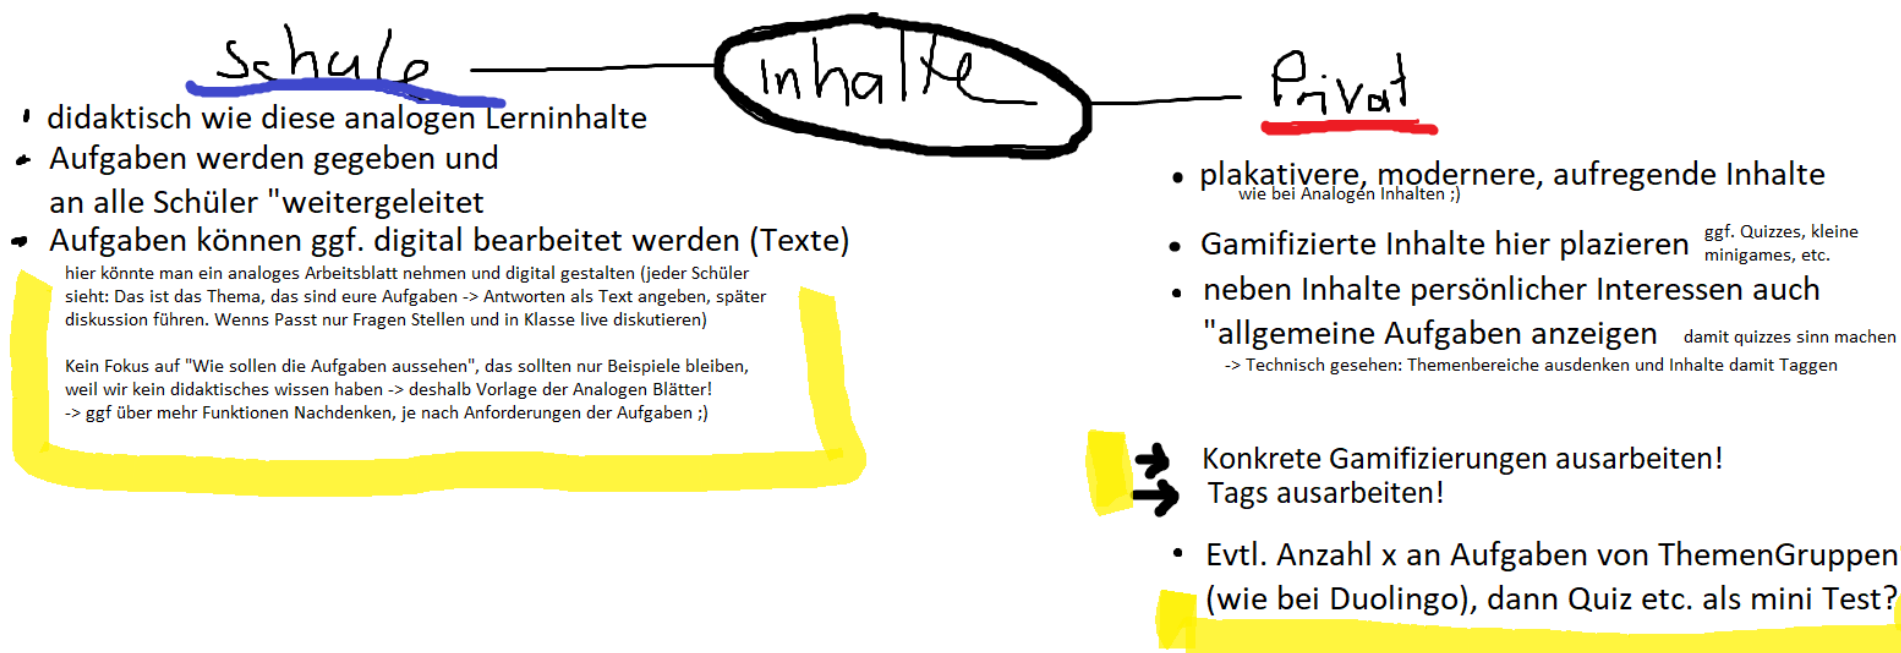 Schule
Inhalte
Privat
• didaktisch wie diese analogen Lerninhalte
• Aufgaben werden gegeben und
an alle Schüler "weitergeleitet
• Aufgaben können ggf. digital bearbeitet werden (Texte)
hier könnte man ein analoges Arbeitsblatt nehmen und digital gestalten (jeder Schüler
sieht: Das ist das Thema, das sind eure Aufgaben -> Antworten als Text angeben, später
diskussion führen. Wenns Passt nur Fragen Stellen und in Klasse live diskutieren)
Kein Fokus auf "Wie sollen die Aufgaben aussehen", das sollten nur Beispiele bleiben,
weil wir kein didaktisches wissen haben -> deshalb Vorlage der Analogen Blätter!
-> ggf über mehr Funktionen Nachdenken, je nach Anforderungen der Aufgaben ;)
• plakativere, modernere, aufregende Inhalte
wie bei Analogen Inhalten ;)
• Gamifizierte Inhalte hier plazieren
ggf. Quizzes, kleine
minigames, etc.
• neben Inhalte persönlicher Interessen auch
"allgemeine Aufgaben anzeigen
damit quizzes sinn machen
-> Technisch gesehen: Themenbereiche ausdenken und Inhalte damit Taggen
→ Konkrete Gamifizierungen ausarbeiten!
→ Tags ausarbeiten!
• Evtl. Anzahl x an Aufgaben von ThemenGruppen
(wie bei Duolingo), dann Quiz etc. als mini Test?